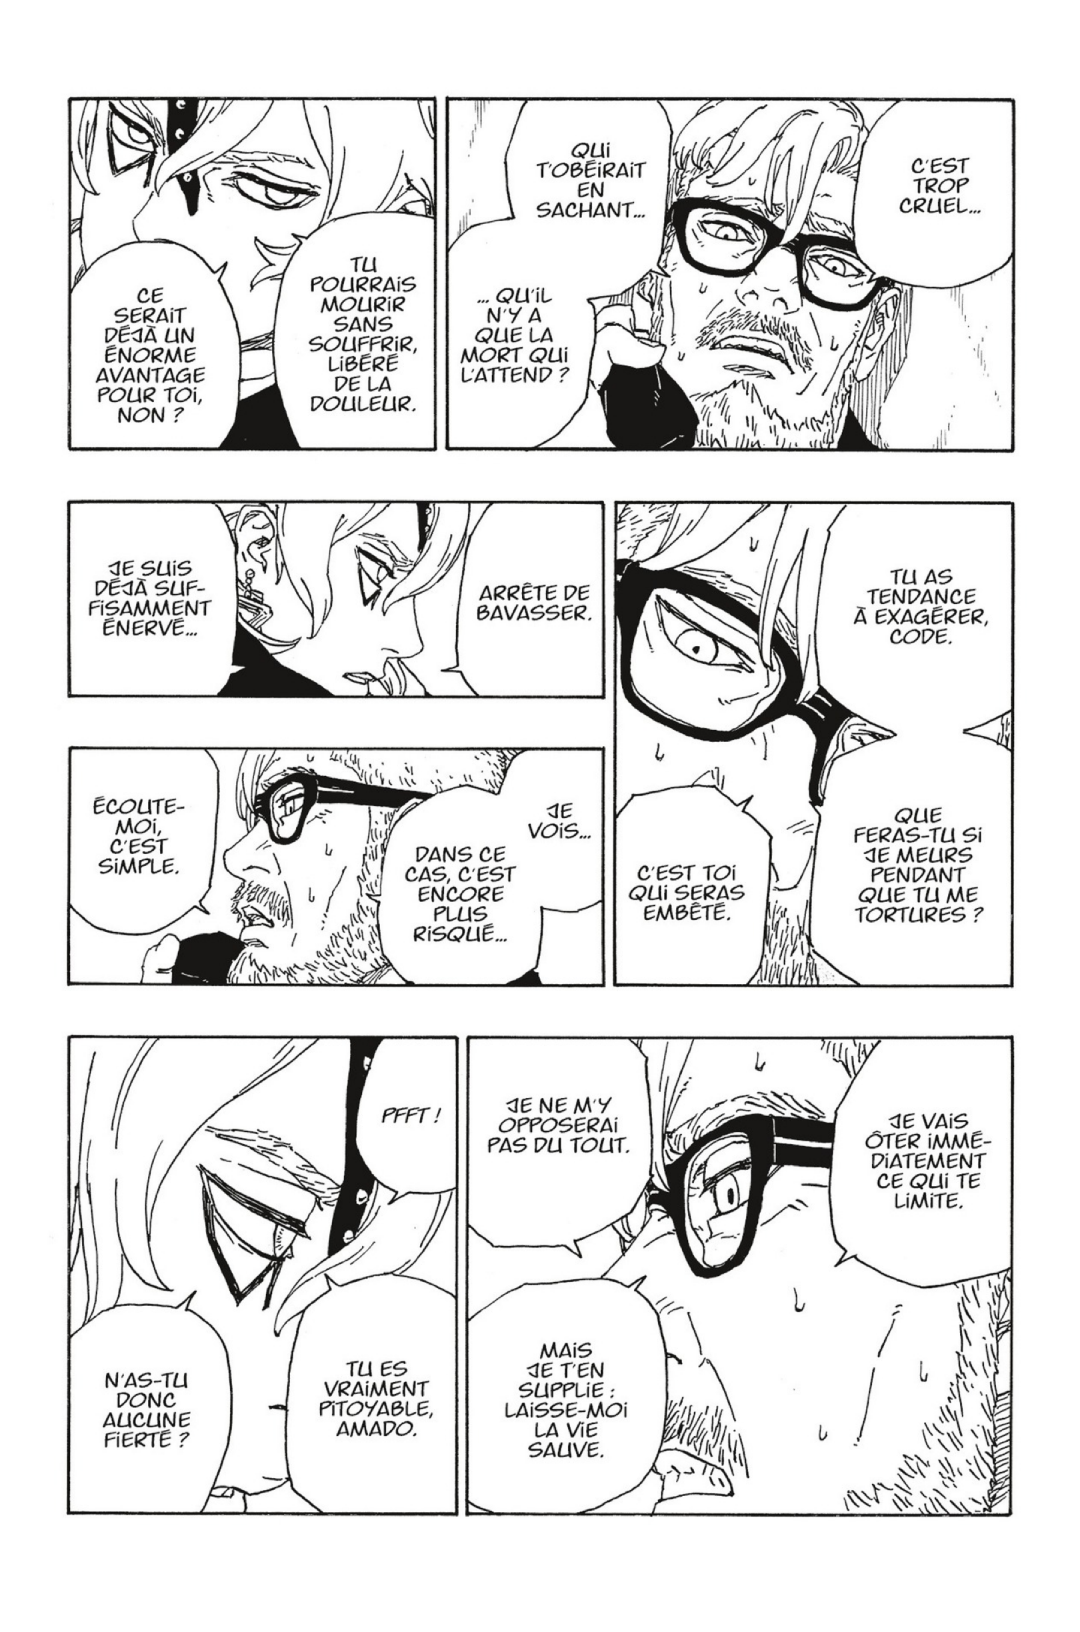 C'EST
TROP
CRUEL...
QUI
T'OBÉIRAIT
EN
SACHANT...
... QU'IL
N'Y A
QUE LA
MORT QUI
L'ATTEND ?
TU
POURRAIS
MOURIR
SANS
SOUFFRIR,
LIBÉRÉ
DE LA
DOULEUR.
CE
SERAIT
DÉJÀ UN
ÉNORME
AVANTAGE
POUR TOI,
NON ?
TU AS
TENDANCE
À EXAGÉRER,
CODE.
QUE
FERAS-TU SI
JE MEURS
PENDANT
QUE TU ME
TORTURES ?
C'EST TOI
QUI SERAS
EMBÊTÉ.
ARRÊTE DE
BAVASSER.
JE SUIS
DÉJÀ SUF-
FISAMMENT
ÉNERVÉ...
JE
VOIS...
DANS CE
CAS, C'EST
ENCORE
PLUS
RISQUÉ...
ÉCOUTE-
MOI,
C'EST
SIMPLE.
JE VAIS
ÔTER IMMÉ-
DIATEMENT
CE QUI TE
LIMITE.
JE NE M'Y
OPPOSERAI
PAS DU TOUT.
MAIS
JE T'EN
SUPPLIE :
LAISSE-MOI
LA VIE
SAUVE.
PFFT !
TU ES
VRAIMENT
PITOYABLE,
AMADO.
N'AS-TU
DONC
AUCUNE
FIERTÉ ?